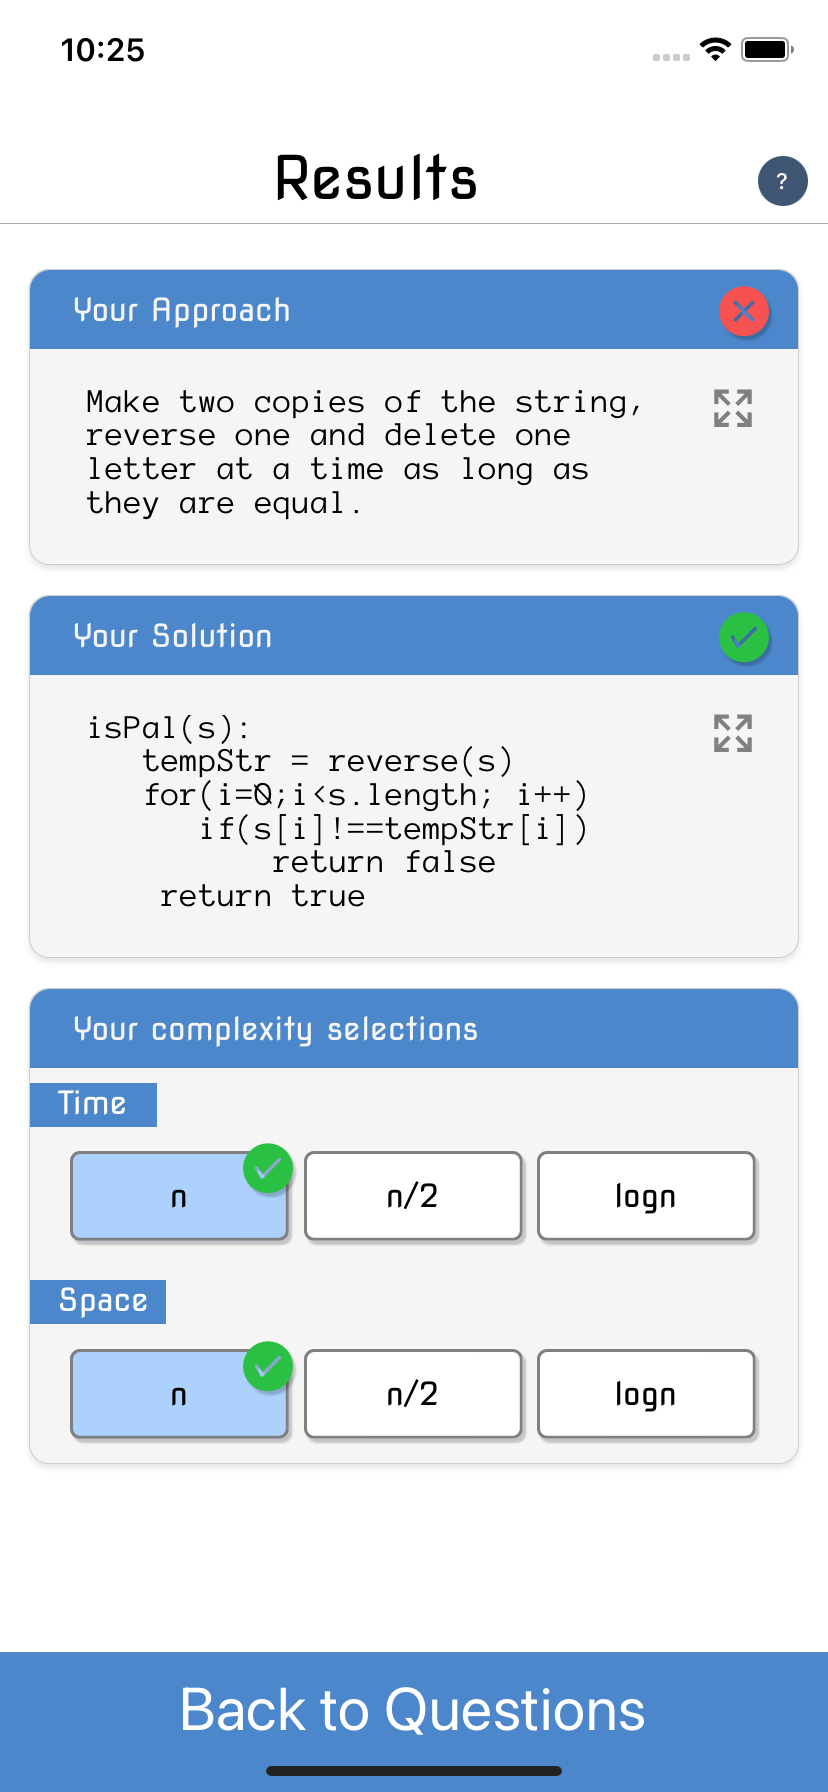 10:25
Results
?
Your Approach
Make two copies of the string,
reverse one and delete one
letter at a time as long as
they are equal.
Your Solution
isPal(s):
tempStr = reverse(s)
for(i=0;i<s.length; i++)
if(s[i]!==tempStr[i])
return false
return true
Your complexity selections
Time
n n/2 logn
Space
n n/2 logn
Back to Questions